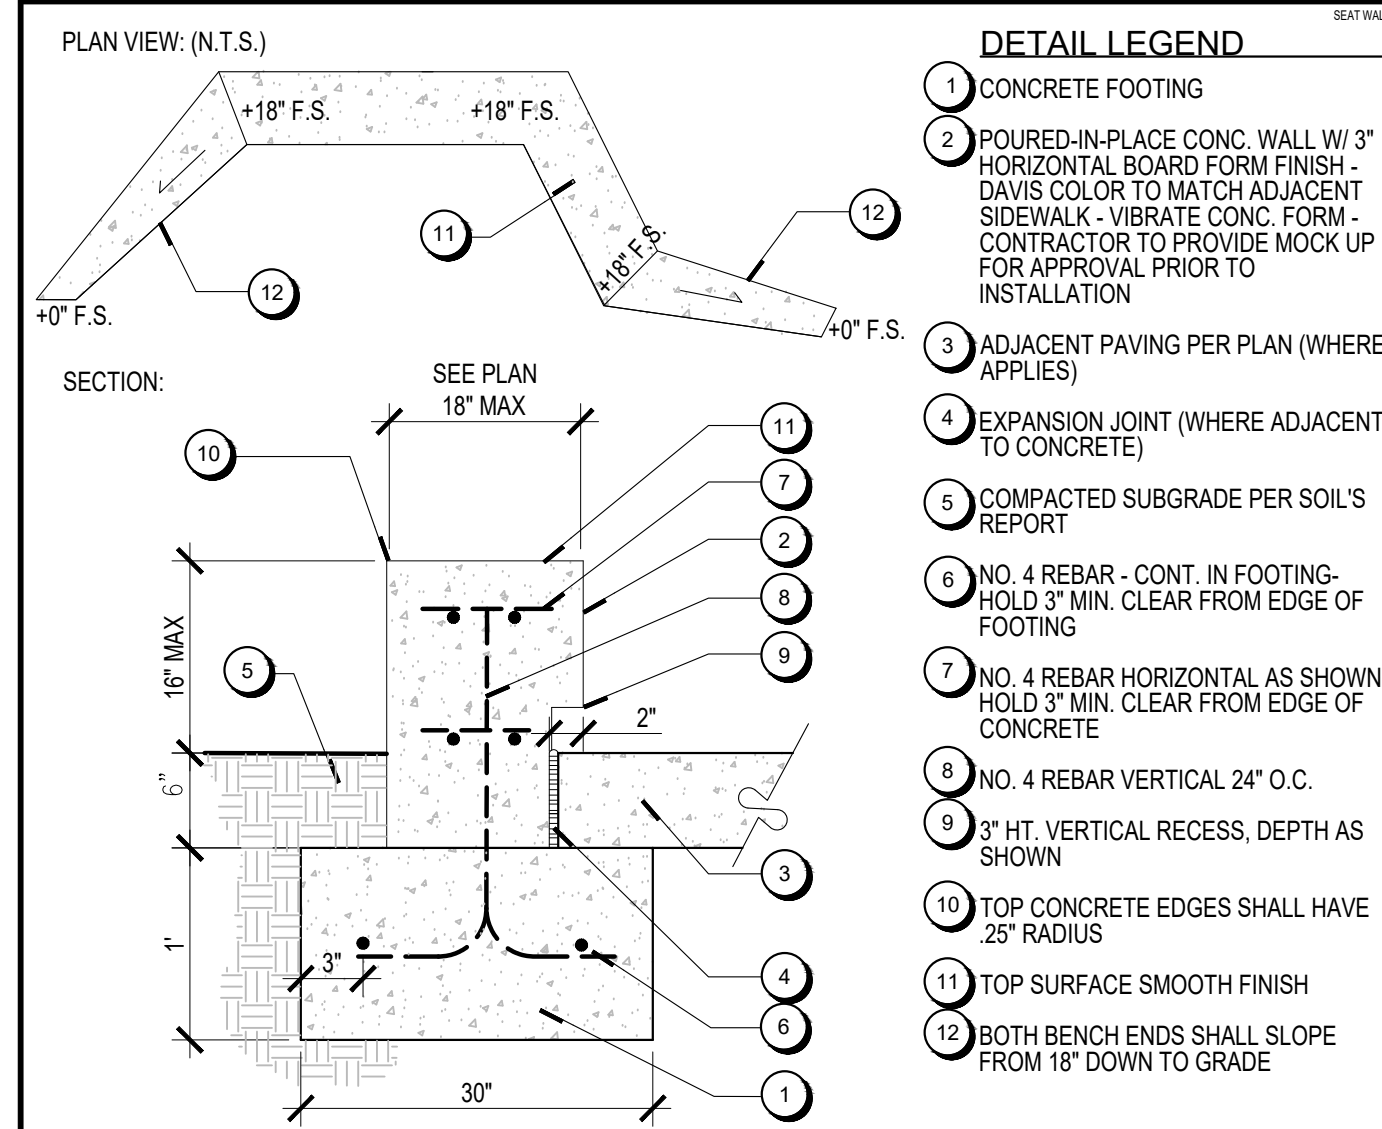 SEAT WAL
PLAN VIEW: (N.T.S.)
+18" F.S.
+18" F.S.
11
12
12
+18" F.S.
+0" F.S.
+0" F.S.
SECTION:
SEE PLAN
18" MAX
10
11
7
2
8
9
5
16" MAX
2"
6"
3
1'
3"
4
6
30"
1
DETAIL LEGEND
1 CONCRETE FOOTING
2 POURED-IN-PLACE CONC. WALL W/ 3"
HORIZONTAL BOARD FORM FINISH -
DAVIS COLOR TO MATCH ADJACENT
SIDEWALK - VIBRATE CONC. FORM -
CONTRACTOR TO PROVIDE MOCK UP
FOR APPROVAL PRIOR TO
INSTALLATION
3 ADJACENT PAVING PER PLAN (WHERE
APPLIES)
4 EXPANSION JOINT (WHERE ADJACENT
TO CONCRETE)
5 COMPACTED SUBGRADE PER SOIL'S
REPORT
6 NO. 4 REBAR - CONT. IN FOOTING-
HOLD 3" MIN. CLEAR FROM EDGE OF
FOOTING
7 NO. 4 REBAR HORIZONTAL AS SHOWN
HOLD 3" MIN. CLEAR FROM EDGE OF
CONCRETE
8 NO. 4 REBAR VERTICAL 24" O.C.
9 3" HT. VERTICAL RECESS, DEPTH AS
SHOWN
10 TOP CONCRETE EDGES SHALL HAVE
.25" RADIUS
11 TOP SURFACE SMOOTH FINISH
12 BOTH BENCH ENDS SHALL SLOPE
FROM 18" DOWN TO GRADE